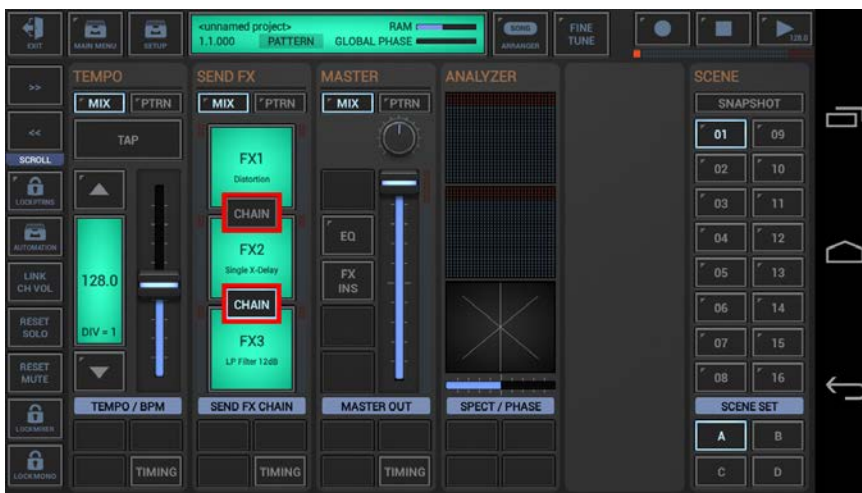 EXIT
MAIN MENU
SETUP
<unnamed project>
RAM
1.1.000
PATTERN
GLOBAL PHASE
SONG
ARRANGER
FINE
TUNE
128.0
>>
<<
SCROLL
LOCKPTRNS
AUTOMATION
LINK
CH VOL
RESET
SOLO
RESET
MUTE
LOCKMIXER
LOCKMONO
TEMPO
MIX
PTRN
TAP
128.0
DIV = 1
TEMPO / BPM
TIMING
SEND FX
MIX
PTRN
FX1
Distortion
CHAIN
FX2
Single X-Delay
CHAIN
FX3
LP Filter 12dB
SEND FX CHAIN
TIMING
MASTER
MIX
PTRN
EQ
FX
INS
MASTER OUT
TIMING
ANALYZER
SPECT / PHASE
SCENE
SNAPSHOT
01
09
02
10
03
11
04
12
05
13
06
14
07
15
08
16
SCENE SET
A
B
C
D